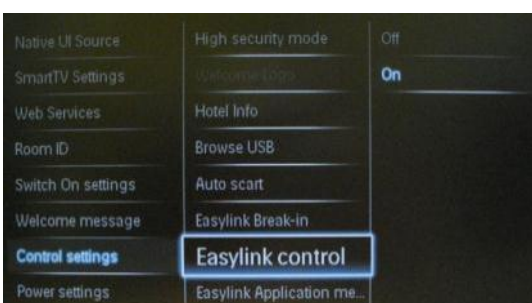 Native UI Source
SmartTV Settings
Web Services
Room ID
Switch On settings
Welcome message
Control settings
Power settings
High security mode
Welcome Logo
Hotel Info
Browse USB
Auto scart
Easylink Break-in
Easylink control
Easylink Application me...
Off
On